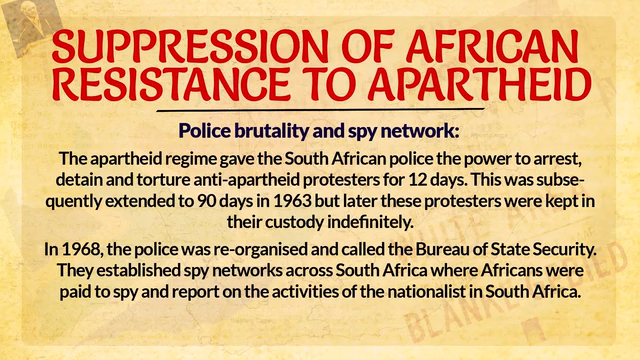 SUPPRESSION OF AFRICAN
RESISTANCE TO APARTHEID
Police brutality and spy network:
The apartheid regime gave the South African police the power to arrest,
detain and torture anti-apartheid protesters for 12 days. This was subse-
quently extended to 90 days in 1963 but later these protesters were kept in
their custody indefinitely.
In 1968, the police was re-organised and called the Bureau of State Security.
They established spy networks across South Africa where Africans were
paid to spy and report on the activities of the nationalist in South Africa.